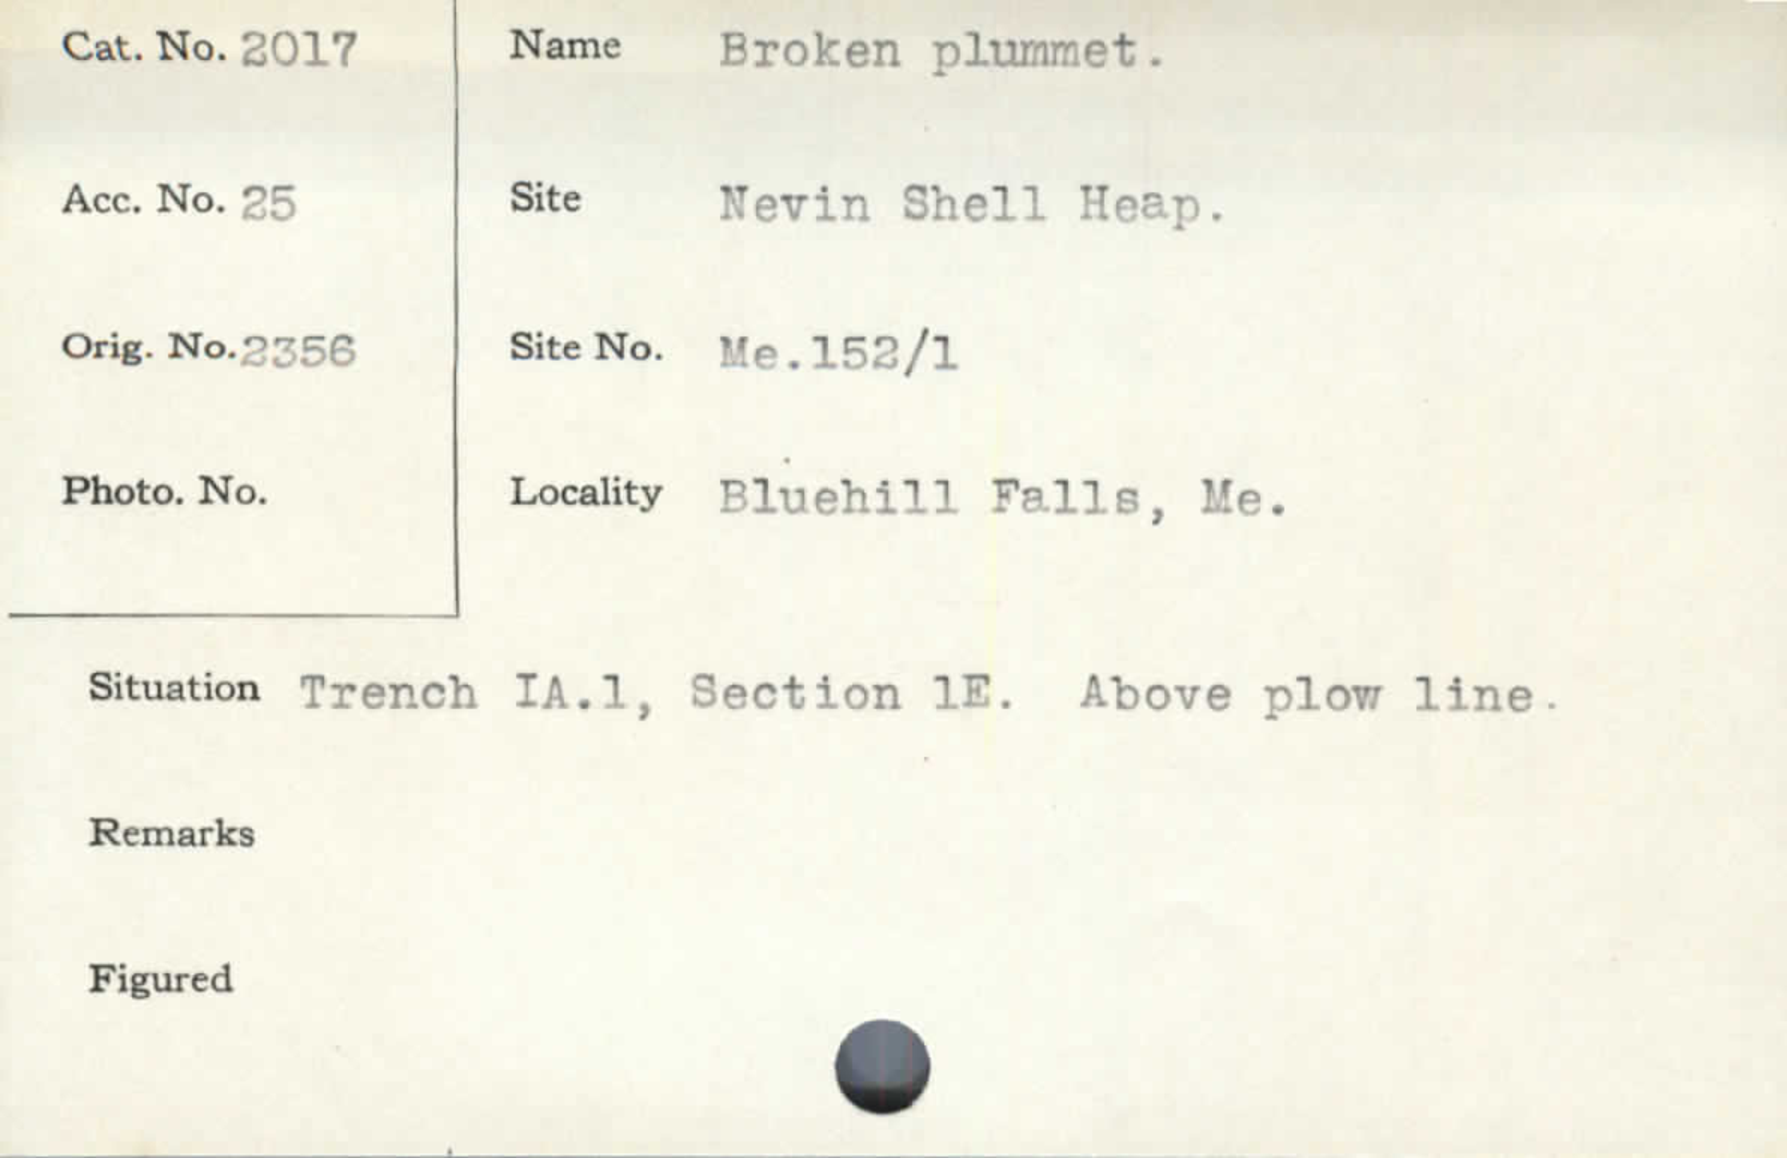 Cat. No. 2017
Name Broken plummet.
Acc. No. 25
Site Nevin Shell Heap.
Orig. No. 2356
Site No. Me.152/1
Photo. No.
Locality Bluehill Falls, Me.
Situation Trench IA.1, Section 1E. Above plow line.
Remarks
Figured